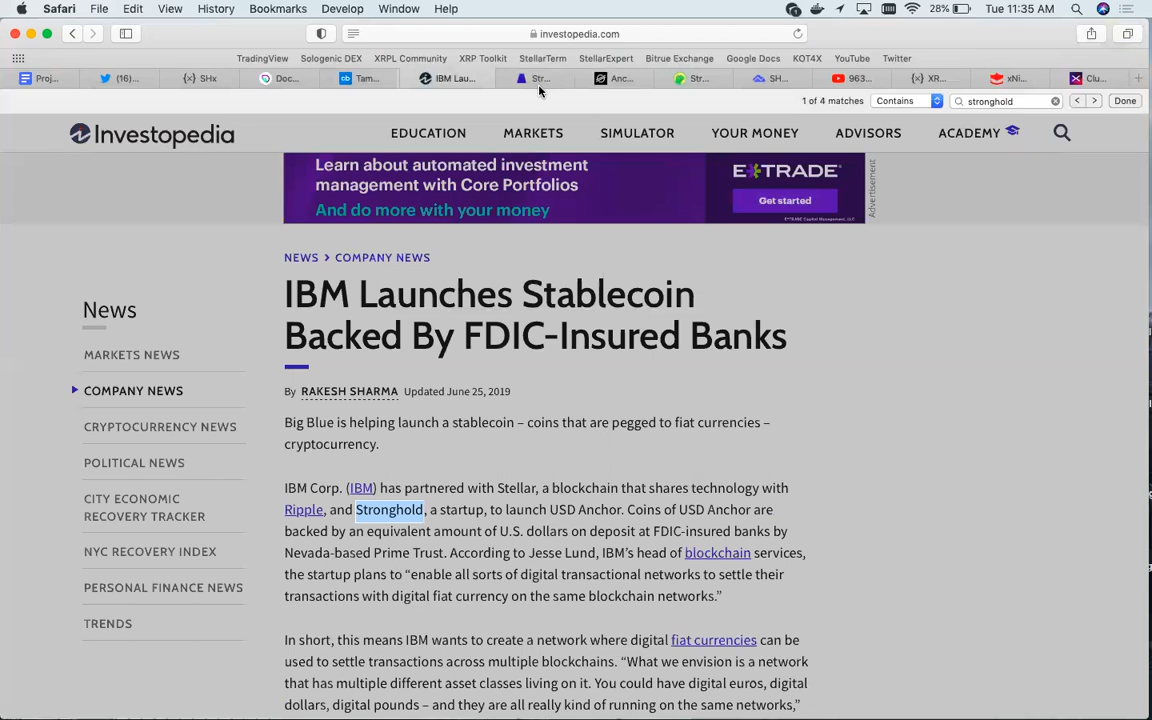 Safari File Edit View History Bookmarks Develop Window Help 28% Tue 11:35 AM
investopedia.com
TradingView Sologenic DEX XRPL Community XRP Toolkit StellarTerm StellarExpert Bitrue Exchange Google Docs KOT4X YouTube Twitter
Proj... (16)... {x} SHx Doc... cb Tam... IBM Lau... Str... Anc... Str... SH... 963... {x} XR... xNi... Clu...
1 of 4 matches Contains stronghold Done
Investopedia EDUCATION MARKETS SIMULATOR YOUR MONEY ADVISORS ACADEMY
Learn about automated investment
management with Core Portfolios
And do more with your money
E*TRADE
Get started
E*TRADE Capital Management, LLC
Advertisement
NEWS > COMPANY NEWS
IBM Launches Stablecoin
Backed By FDIC-Insured Banks
News
MARKETS NEWS
COMPANY NEWS
CRYPTOCURRENCY NEWS
POLITICAL NEWS
CITY ECONOMIC
RECOVERY TRACKER
NYC RECOVERY INDEX
PERSONAL FINANCE NEWS
TRENDS
By RAKESH SHARMA Updated June 25, 2019
Big Blue is helping launch a stablecoin – coins that are pegged to fiat currencies –
cryptocurrency.
IBM Corp. (IBM) has partnered with Stellar, a blockchain that shares technology with
Ripple, and Stronghold, a startup, to launch USD Anchor. Coins of USD Anchor are
backed by an equivalent amount of U.S. dollars on deposit at FDIC-insured banks by
Nevada-based Prime Trust. According to Jesse Lund, IBM’s head of blockchain services,
the startup plans to “enable all sorts of digital transactional networks to settle their
transactions with digital fiat currency on the same blockchain networks.”
In short, this means IBM wants to create a network where digital fiat currencies can be
used to settle transactions across multiple blockchains. “What we envision is a network
that has multiple different asset classes living on it. You could have digital euros, digital
dollars, digital pounds – and they are all really kind of running on the same networks,”